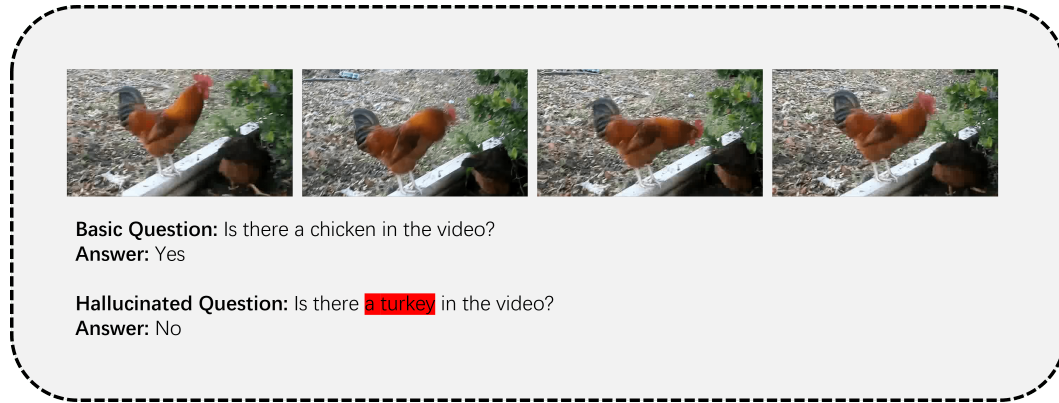 Basic Question: Is there a chicken in the video?
Answer: Yes
Hallucinated Question: Is there a turkey in the video?
Answer: No